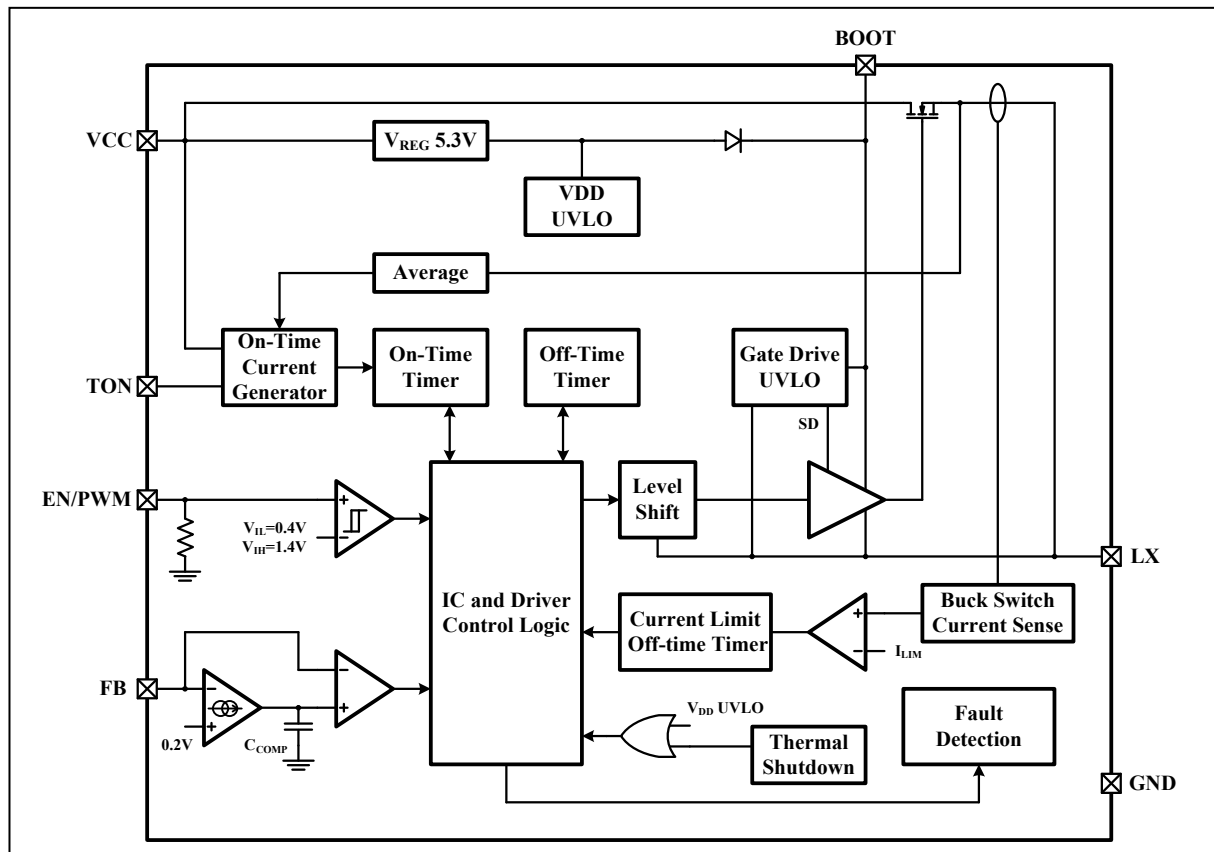 BOOT
VCC
VREG 5.3V
VDD
UVLO
Average
On-Time
Current
Generator
On-Time
Timer
Off-Time
Timer
Gate Drive
UVLO
TON
SD
EN/PWM
VIL=0.4V
VIH=1.4V
Level
Shift
LX
IC and Driver
Control Logic
Current Limit
Off-time Timer
Buck Switch
Current Sense
ILIM
FB
0.2V
CCOMP
VDD UVLO
Thermal
Shutdown
Fault
Detection
GND